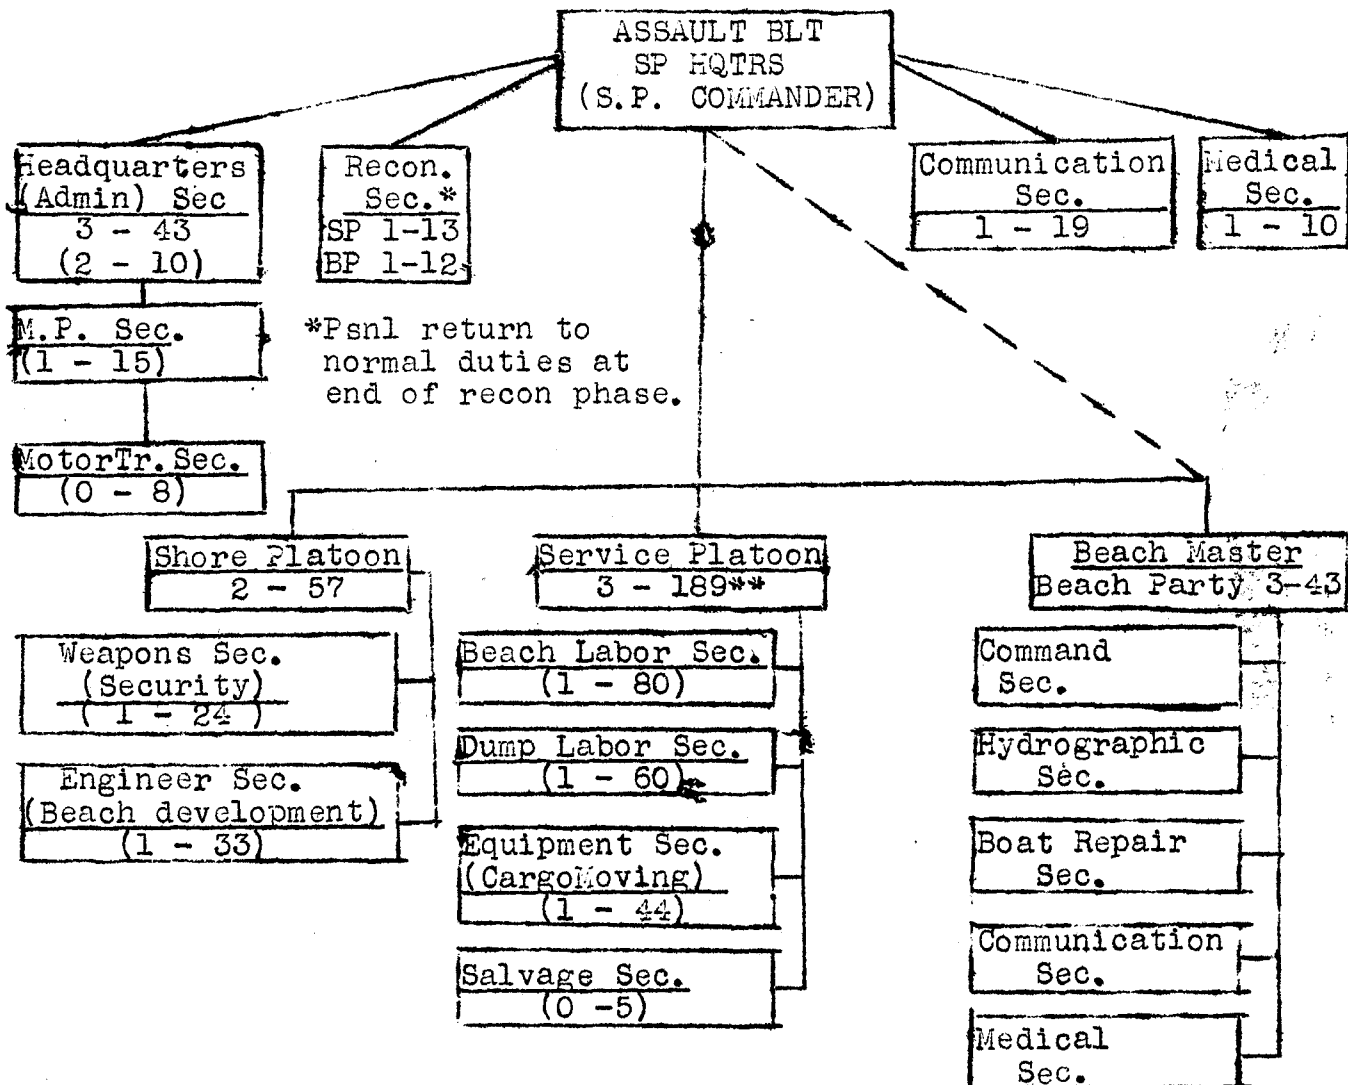 ASSAULT BLT
SP HQTRS
(S.P. COMMANDER)
Headquarters
(Admin) Sec
3 - 43
(2 - 10)
Recon.
Sec.*
SP 1-13
BP 1-12
Communication
Sec.
1 - 19
Medical
Sec.
1 - 10
M.P. Sec.
(1 - 15)
*Psnl return to
normal duties at
end of recon phase.
MotorTr.Sec.
(0 - 8)
Shore Platoon
2 - 57
Weapons Sec.
(Security)
( 1 - 24 )
Engineer Sec.
(Beach development)
(1 - 33)
Service Platoon
3 - 189**
Beach Labor Sec.
(1 - 80)
Dump Labor Sec.
(1 - 60)
Equipment Sec.
(CargoMoving)
(1 - 44)
Salvage Sec.
(0 -5)
Beach Master
Beach Party 3-43
Command
Sec.
Hydrographic
Sec.
Boat Repair
Sec.
Communication
Sec.
Medical
Sec.